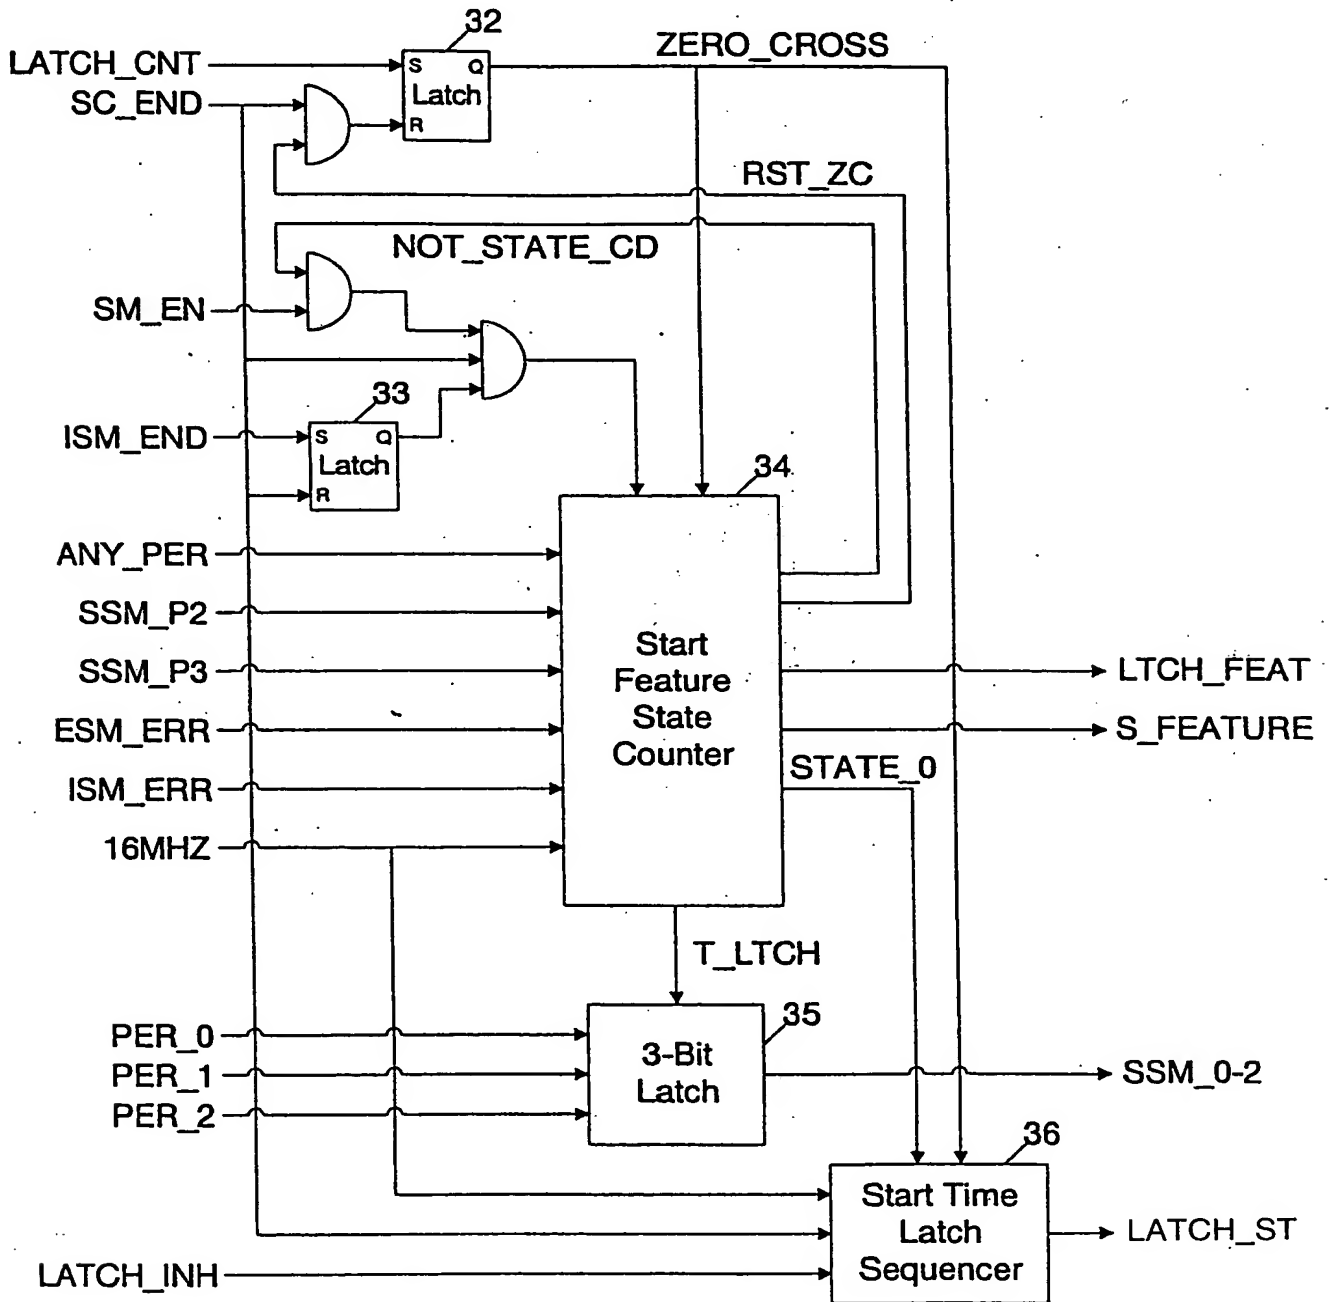 32
LATCH_CNT
ZERO_CROSS
S Q
Latch
R
SC_END
RST_ZC
NOT_STATE_CD
SM_EN
33
ISM_END
S Q
Latch
R
34
ANY_PER
SSM_P2
SSM_P3
ESM_ERR
ISM_ERR
16MHZ
Start
Feature
State
Counter
LTCH_FEAT
S_FEATURE
STATE_0
T_LTCH
35
PER_0
PER_1
PER_2
3-Bit
Latch
SSM_0-2
36
Start Time
Latch
Sequencer
LATCH_ST
LATCH_INH